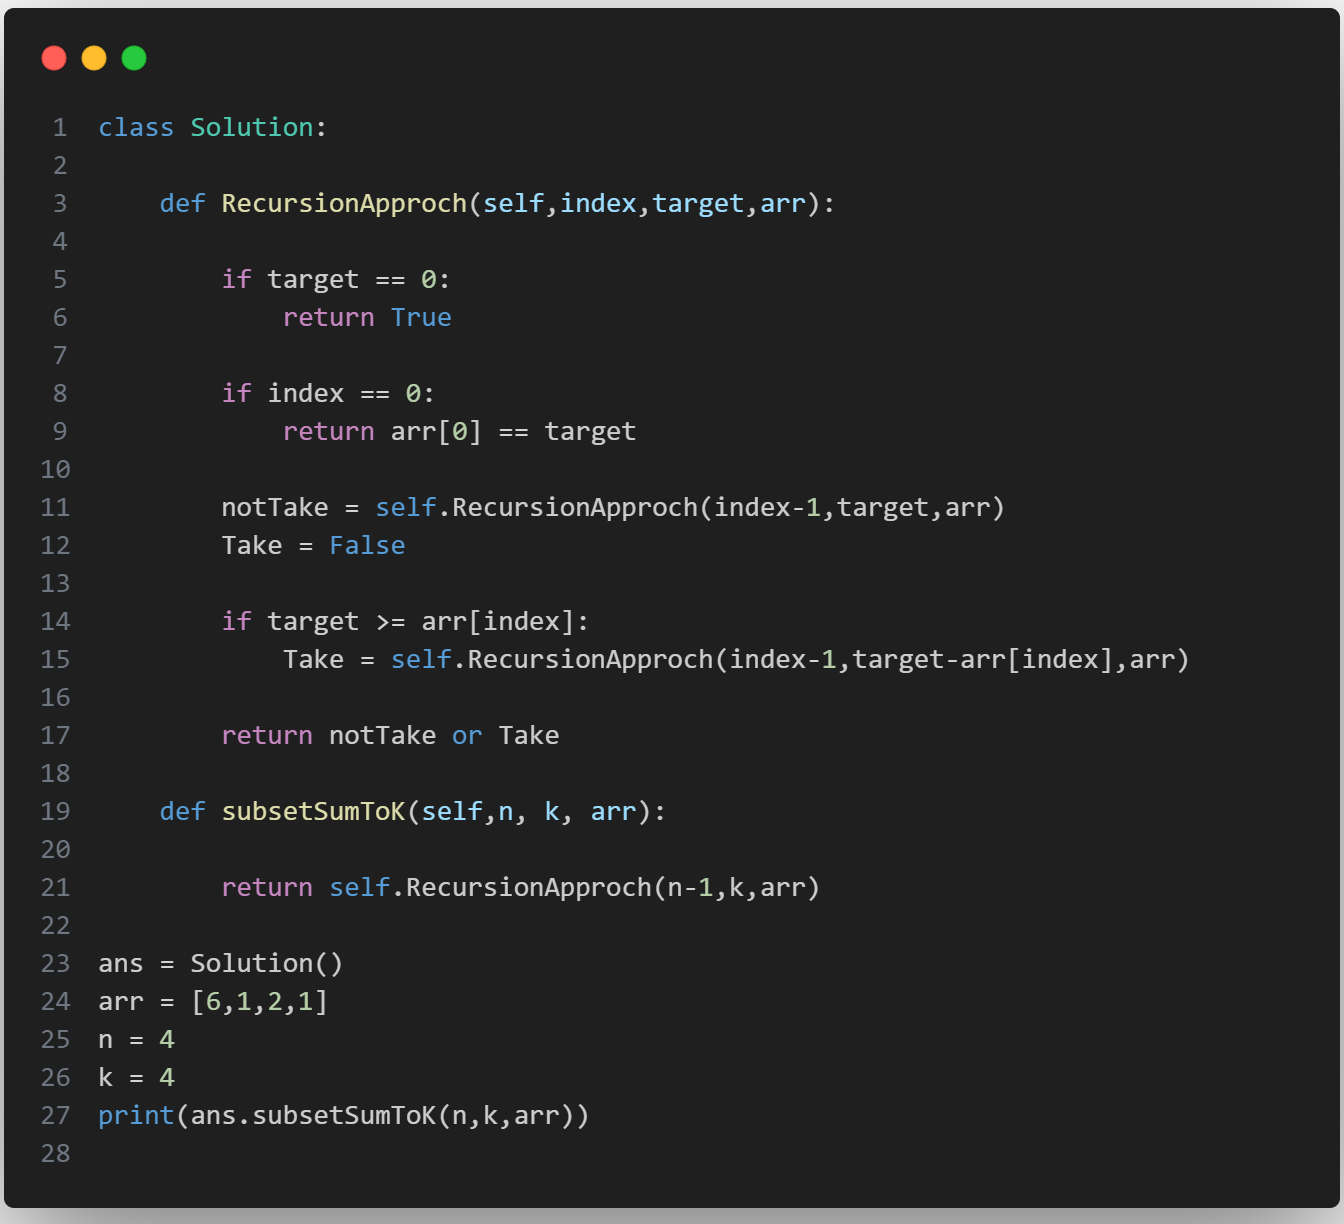 1 class Solution:
2
3     def RecursionApproch(self,index,target,arr):
4
5         if target == 0:
6             return True
7
8         if index == 0:
9             return arr[0] == target
10
11         notTake = self.RecursionApproch(index-1,target,arr)
12         Take = False
13
14         if target >= arr[index]:
15             Take = self.RecursionApproch(index-1,target-arr[index],arr)
16
17         return notTake or Take
18
19     def subsetSumToK(self,n, k, arr):
20
21         return self.RecursionApproch(n-1,k,arr)
22
23 ans = Solution()
24 arr = [6,1,2,1]
25 n = 4
26 k = 4
27 print(ans.subsetSumToK(n,k,arr))
28